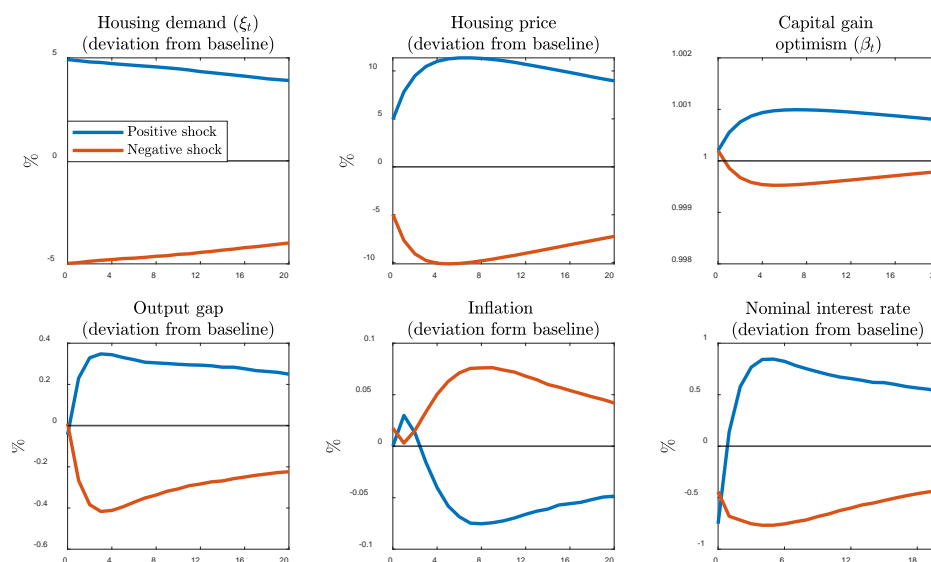 Housing demand (ξt)
(deviation from baseline)
5
0
-5
%
Positive shock
Negative shock
0 4 8 12 16 20
Housing price
(deviation from baseline)
10
5
0
-5
-10
%
0 4 8 12 16 20
Capital gain
optimism (βt)
1.002
1.001
1
0.999
0.998
0 4 8 12 16
Output gap
(deviation from baseline)
0.4
0.2
0
-0.2
-0.4
-0.6
%
0 4 8 12 16 20
Inflation
(deviation form baseline)
0.1
0.05
0
-0.05
-0.1
%
0 4 8 12 16 20
Nominal interest rate
(deviation from baseline)
1
0.5
0
-0.5
-1
%
0 6 12 18